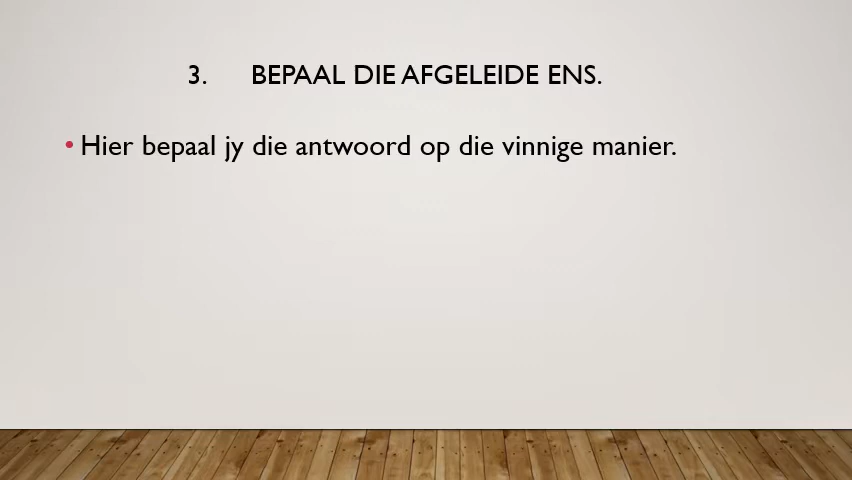 3. BEPAAL DIE AFGELEIDE ENS.
• Hier bepaal jy die antwoord op die vinnige manier.